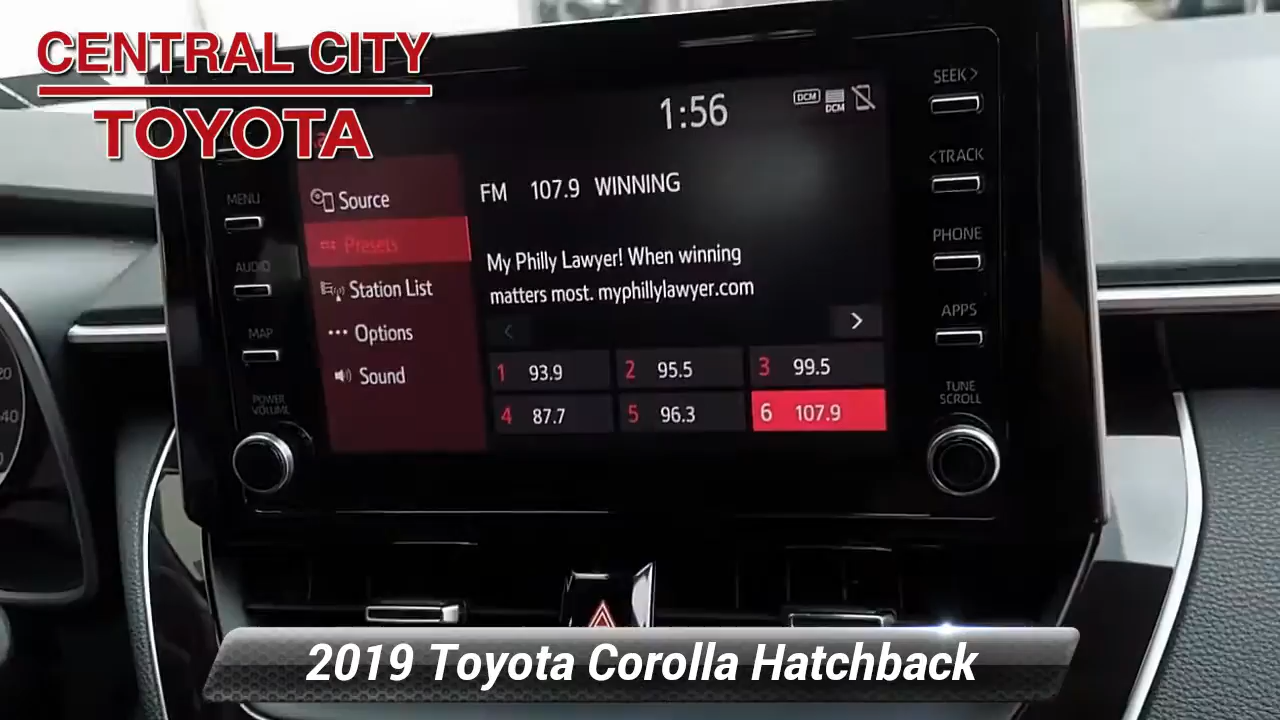 CENTRAL CITY
TOYOTA
1:56
DCM
DCM
SEEK>
<TRACK
PHONE
APPS
TUNE
SCROLL
MENU
AUDIO
MAP
POWER
VOLUME
Source
Presets
Station List
Options
Sound
FM 107.9 WINNING
My Philly Lawyer! When winning
matters most. myphillylawyer.com
< >
1 93.9 2 95.5 3 99.5
4 87.7 5 96.3 6 107.9
20
40
2019 Toyota Corolla Hatchback